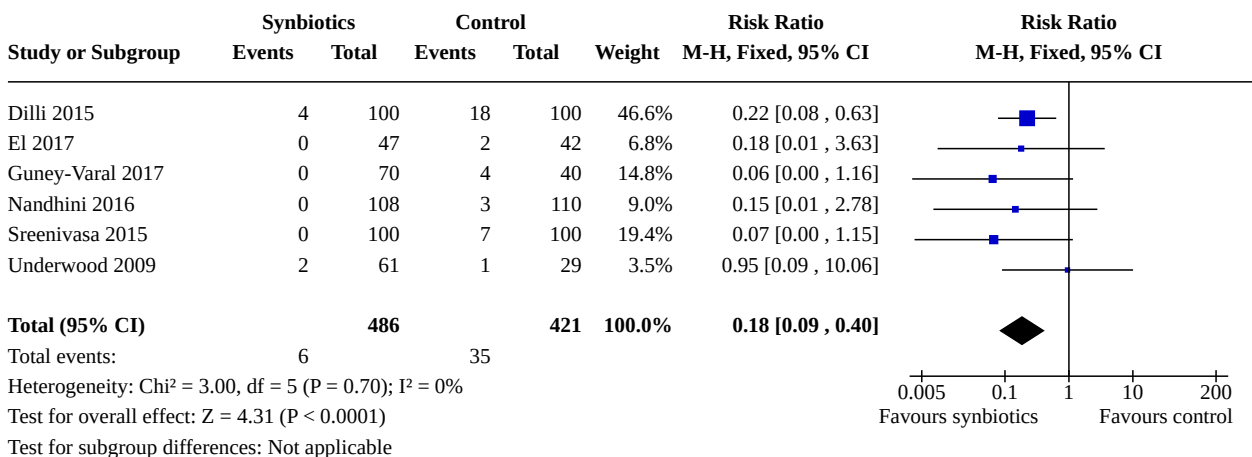 Synbiotics Control Risk Ratio Risk Ratio
Study or Subgroup Events Total Events Total Weight M-H, Fixed, 95% CI M-H, Fixed, 95% CI
Dilli 2015 4 100 18 100 46.6% 0.22 [0.08 , 0.63]
El 2017 0 47 2 42 6.8% 0.18 [0.01 , 3.63]
Guney-Varal 2017 0 70 4 40 14.8% 0.06 [0.00 , 1.16]
Nandhini 2016 0 108 3 110 9.0% 0.15 [0.01 , 2.78]
Sreenivasa 2015 0 100 7 100 19.4% 0.07 [0.00 , 1.15]
Underwood 2009 2 61 1 29 3.5% 0.95 [0.09 , 10.06]
Total (95% CI) 486 421 100.0% 0.18 [0.09 , 0.40]
Total events: 6 35
Heterogeneity: Chi² = 3.00, df = 5 (P = 0.70); I² = 0%
0.005 0.1 1 10 200
Test for overall effect: Z = 4.31 (P < 0.0001) Favours synbiotics Favours control
Test for subgroup differences: Not applicable